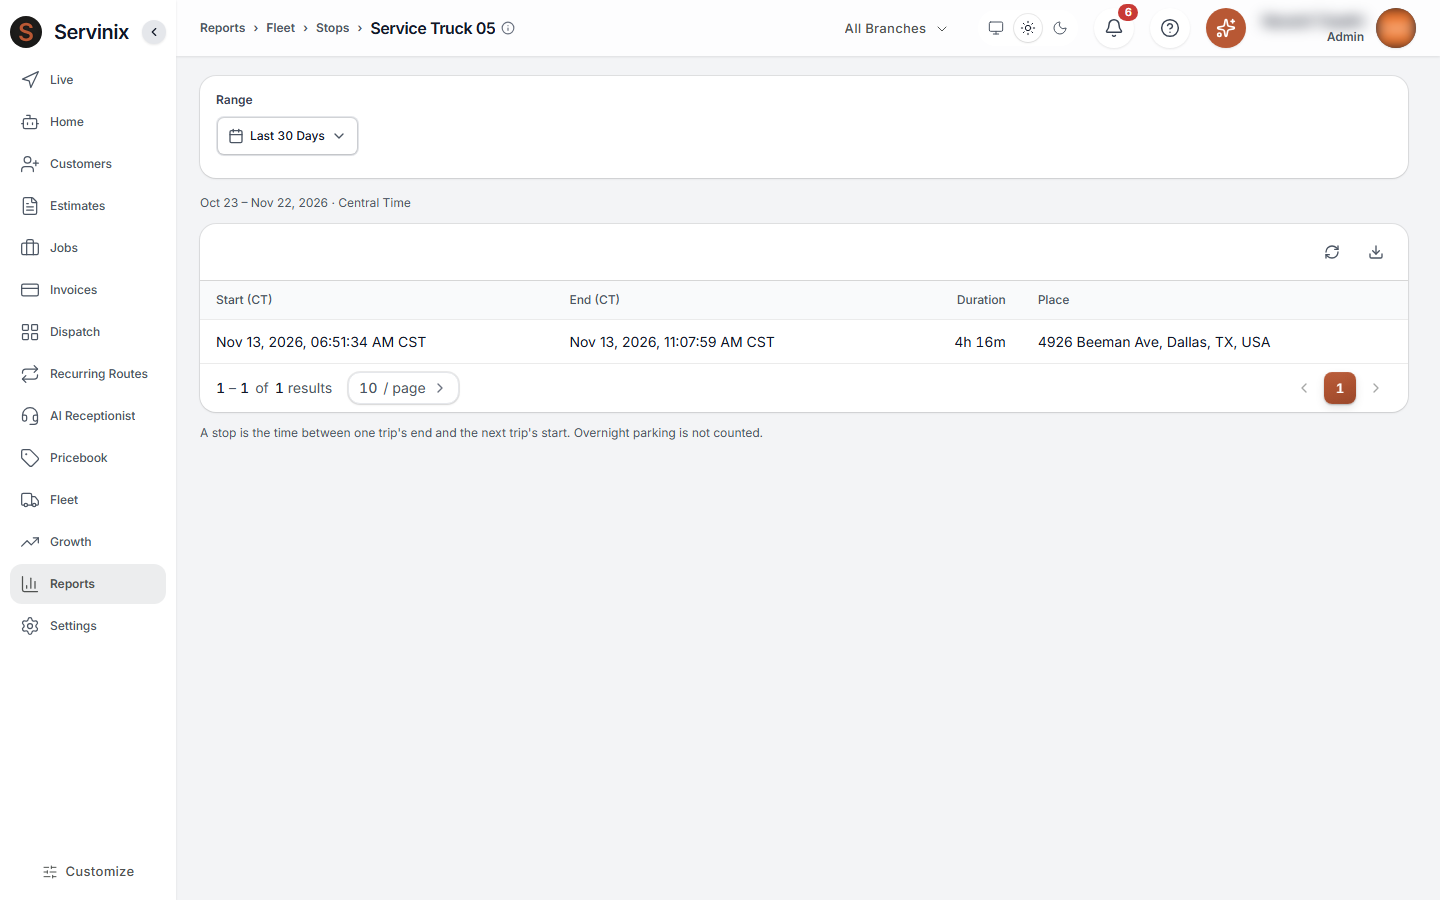 S Servinix
Live
Home
Customers
Estimates
Jobs
Invoices
Dispatch
Recurring Routes
AI Receptionist
Pricebook
Fleet
Growth
Reports
Settings
Customize
Reports › Fleet › Stops › Service Truck 05
All Branches
6
Admin
Range
Last 30 Days
Oct 23 – Nov 22, 2026 · Central Time
Start (CT) End (CT) Duration Place
Nov 13, 2026, 06:51:34 AM CST Nov 13, 2026, 11:07:59 AM CST 4h 16m 4926 Beeman Ave, Dallas, TX, USA
1 – 1 of 1 results 10 / page 1
A stop is the time between one trip's end and the next trip's start. Overnight parking is not counted.